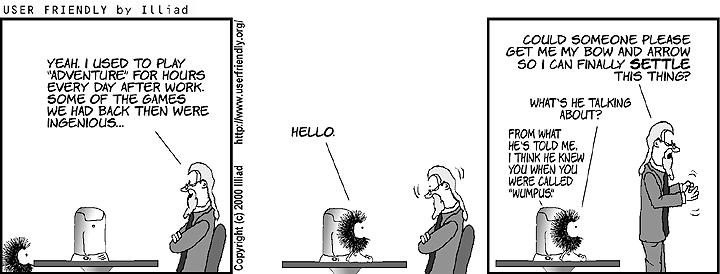 USER FRIENDLY by Illiad
YEAH. I USED TO PLAY
"ADVENTURE" FOR HOURS
EVERY DAY AFTER WORK.
SOME OF THE GAMES
WE HAD BACK THEN WERE
INGENIOUS...
Copyright (c) 2000 Illiad http://www.userfriendly.org/
HELLO.
COULD SOMEONE PLEASE
GET ME MY BOW AND ARROW
SO I CAN FINALLY SETTLE
THIS THING?
WHAT'S HE TALKING
ABOUT?
FROM WHAT
HE'S TOLD ME,
I THINK HE KNEW
YOU WHEN YOU
WERE CALLED
"WUMPUS."